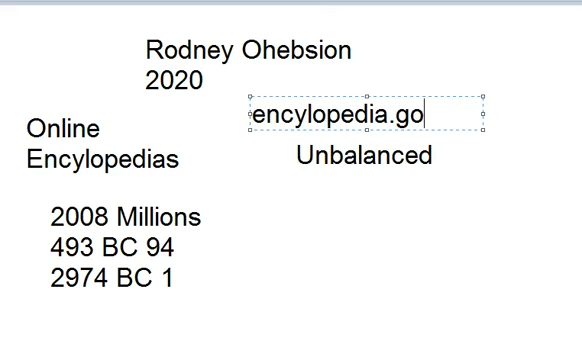 Rodney Ohebsion
2020
encylopedia.go
Online
Encylopedias
Unbalanced
2008 Millions
493 BC 94
2974 BC 1